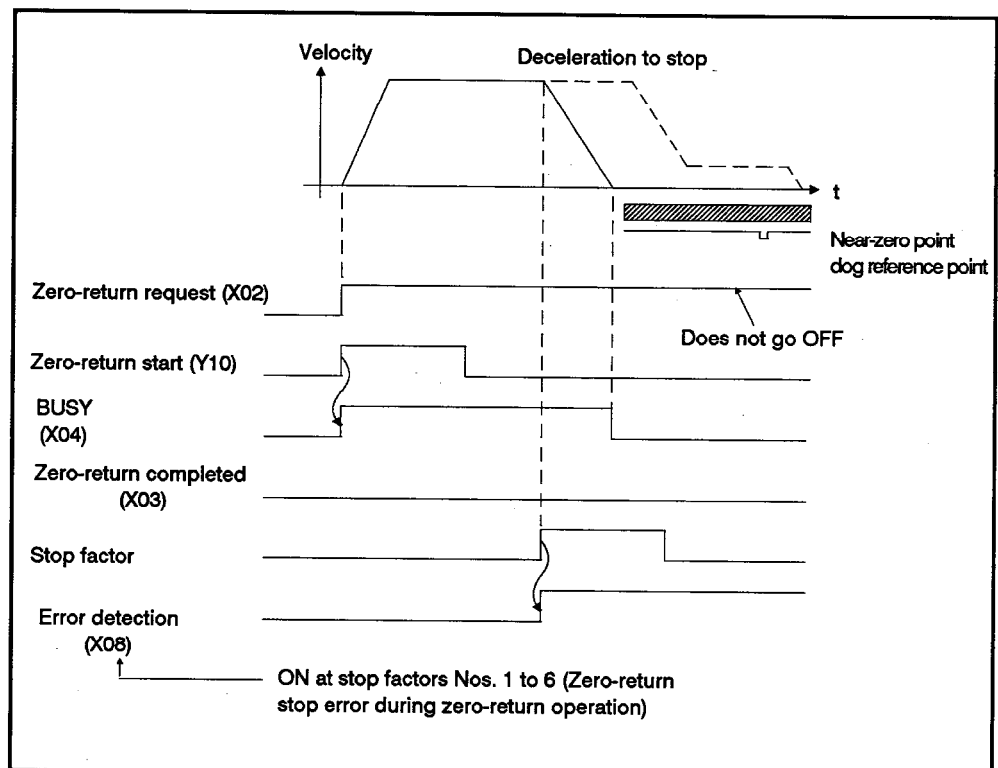 Velocity
Deceleration to stop
t
Near-zero point
dog reference point
Zero-return request (X02)
Does not go OFF
Zero-return start (Y10)
BUSY
(X04)
Zero-return completed
(X03)
Stop factor
Error detection
(X08)
ON at stop factors Nos. 1 to 6 (Zero-return
stop error during zero-return operation)